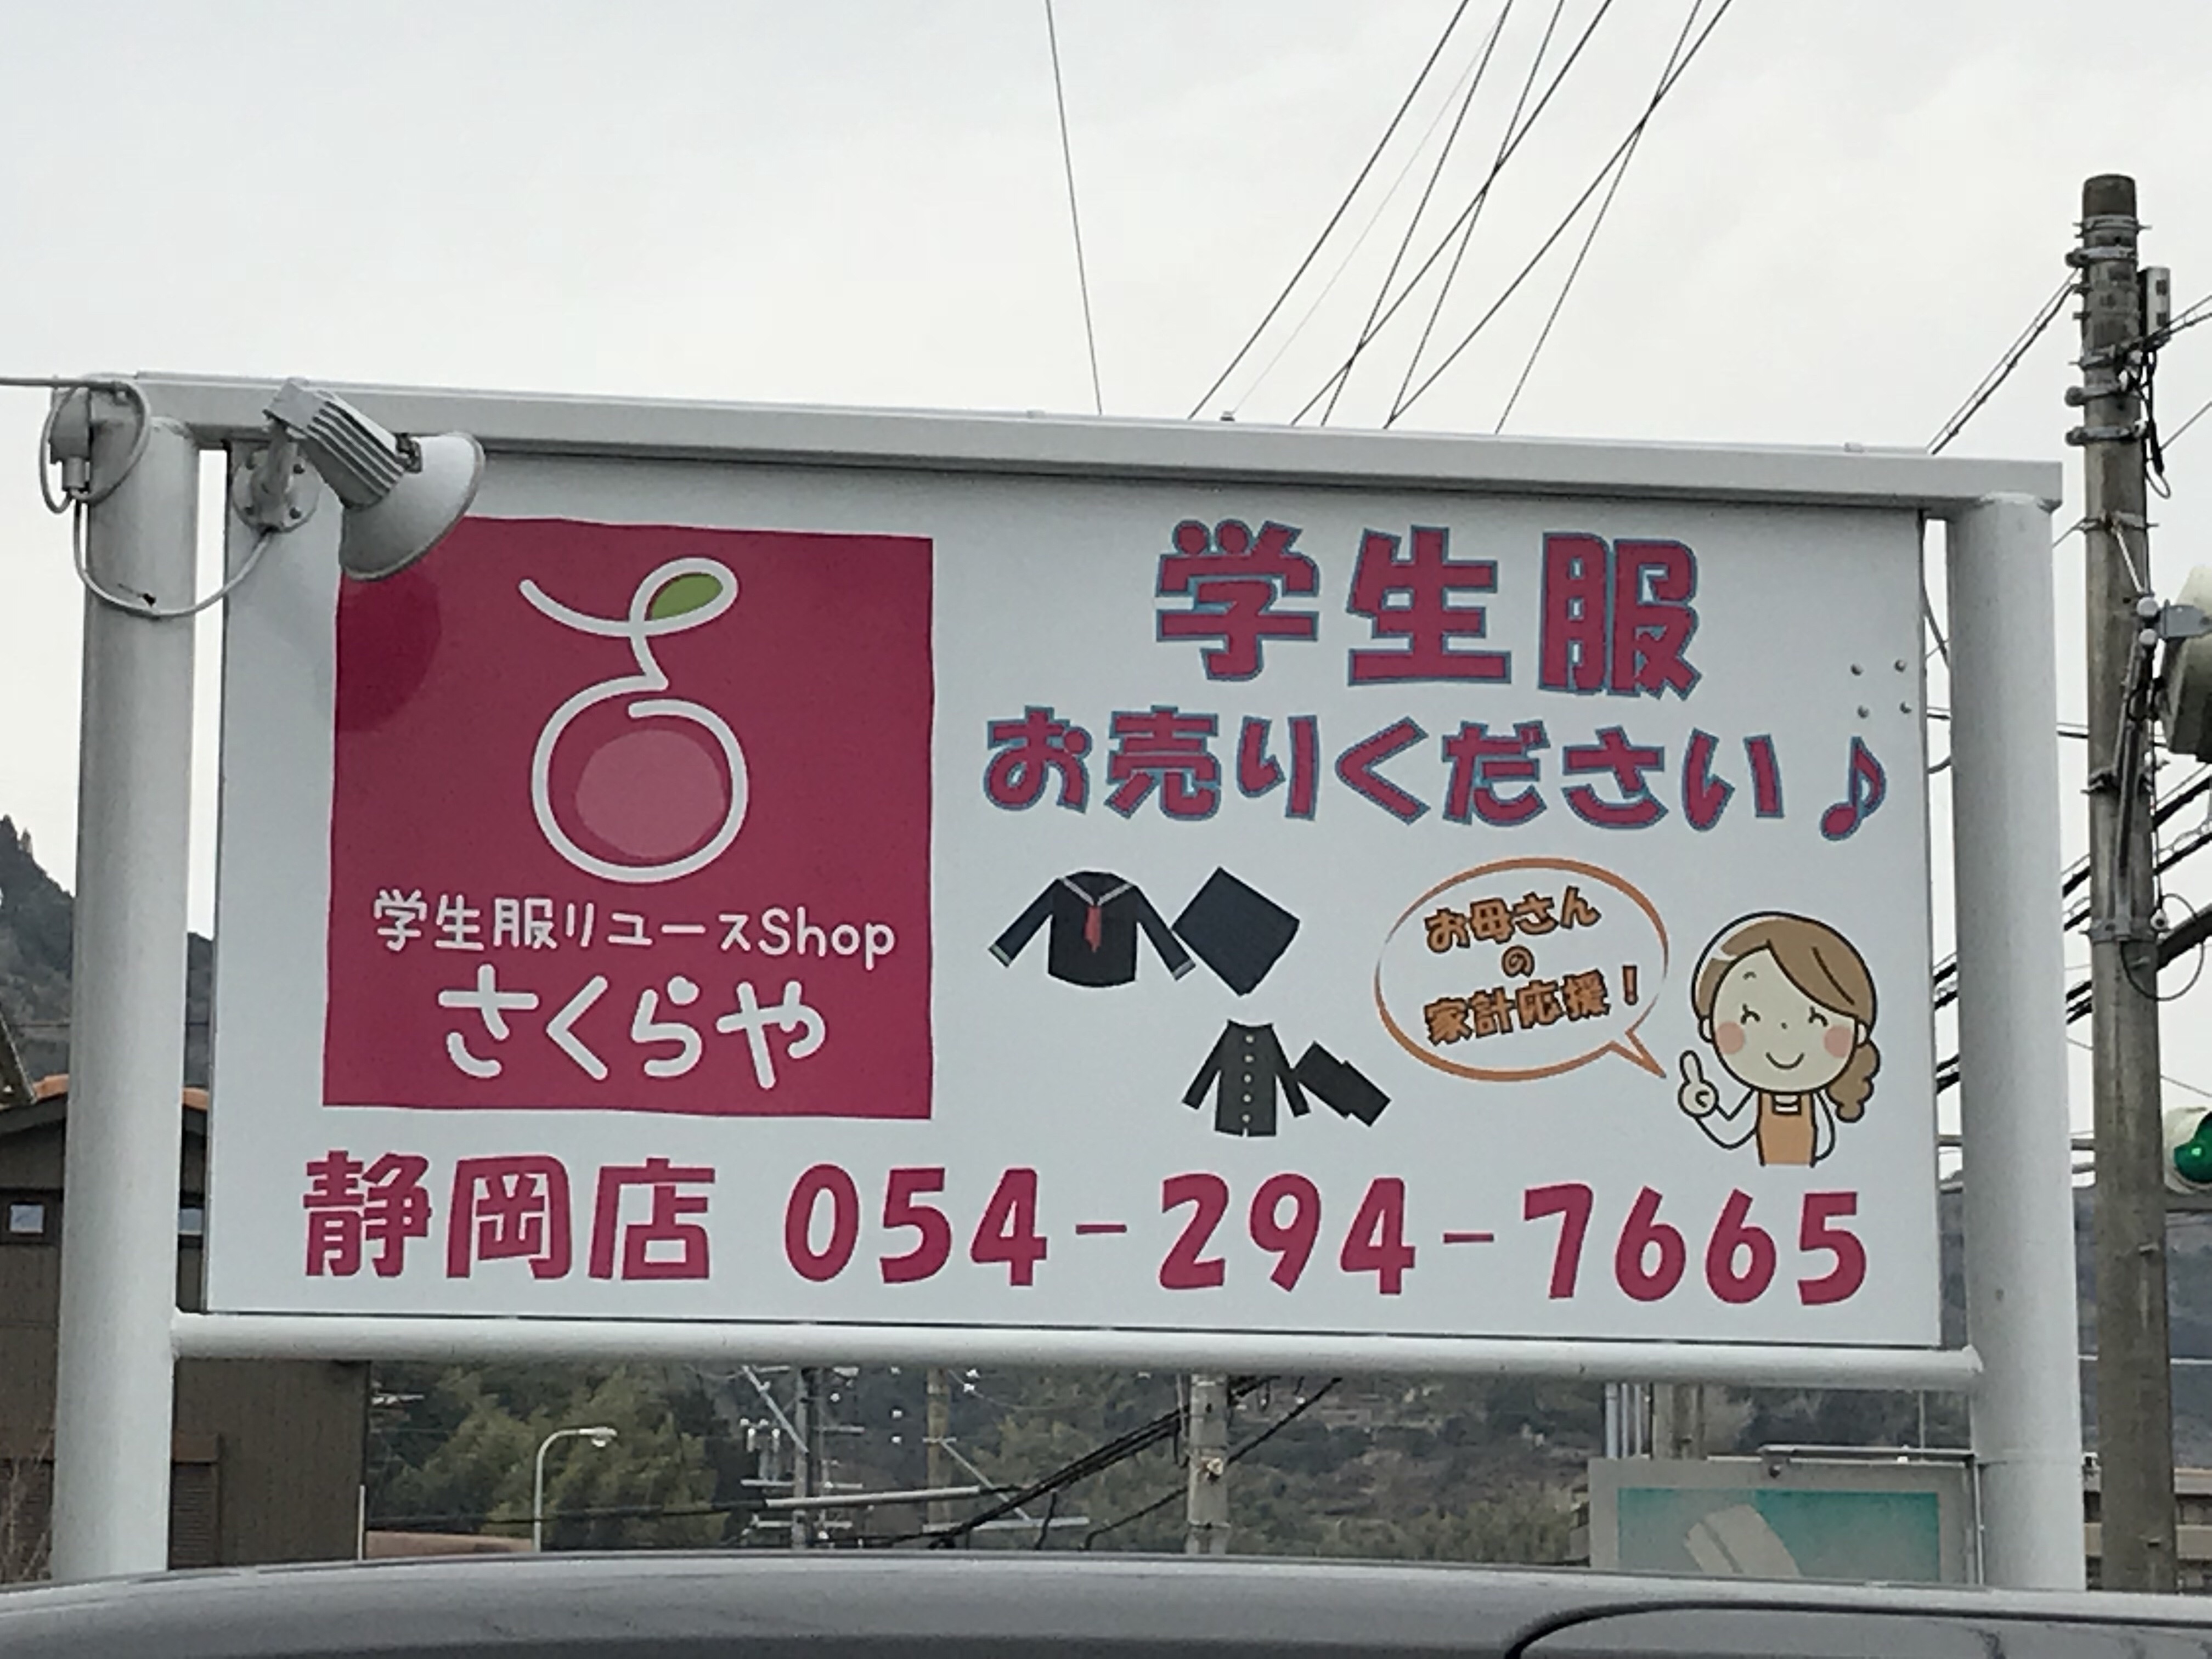 学生服リユースShop
さくらや
学生服
お売りください♪
お母さん
の
家計応援！
静岡店 054-294-7665